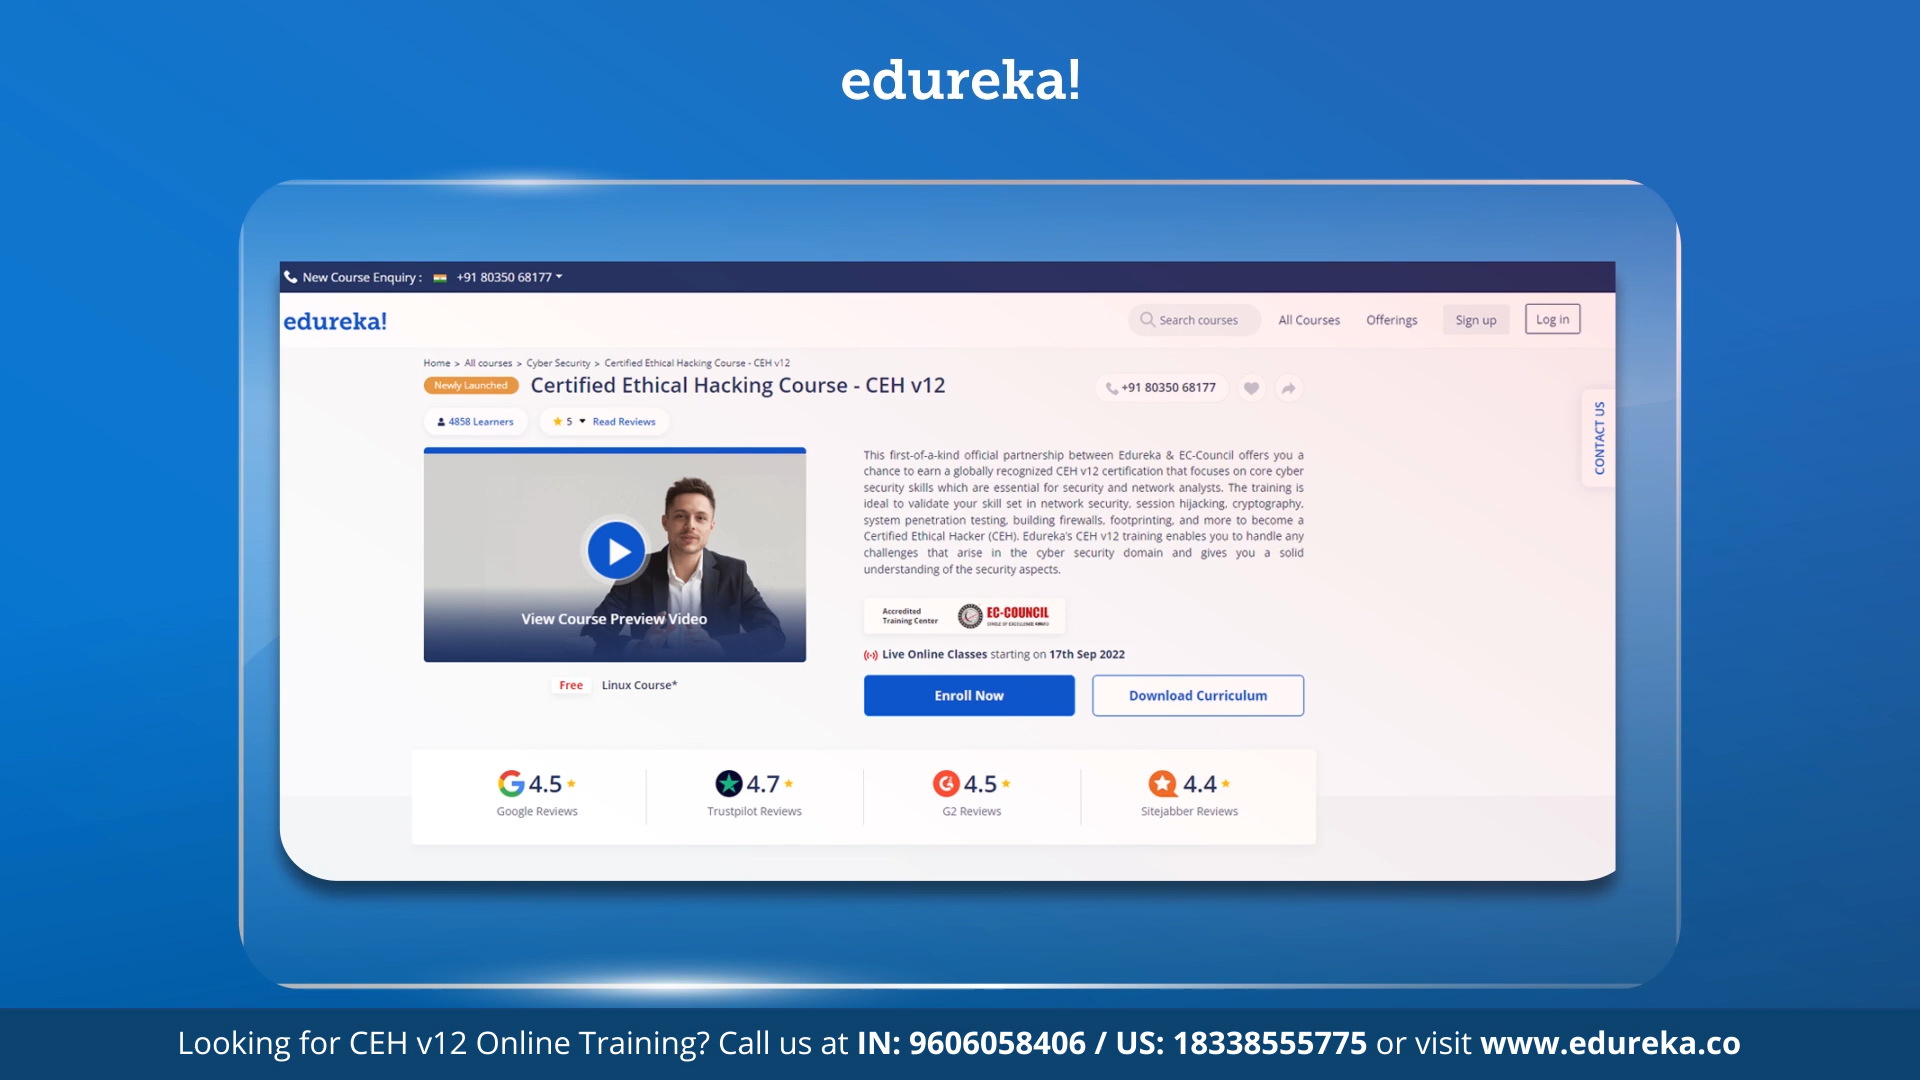 edureka!
New Course Enquiry : +91 80350 68177
edureka!
Search courses
All Courses
Offerings
Sign up
Log in
Home > All courses > Cyber Security > Certified Ethical Hacking Course - CEH v12
Newly Launched
Certified Ethical Hacking Course - CEH v12
+91 80350 68177
4858 Learners
5 Read Reviews
CONTACT US
View Course Preview Video
Free Linux Course*
This first-of-a-kind official partnership between Edureka & EC-Council offers you a
chance to earn a globally recognized CEH v12 certification that focuses on core cyber
security skills which are essential for security and network analysts. The training is
ideal to validate your skill set in network security, session hijacking, cryptography,
system penetration testing, building firewalls, footprinting, and more to become a
Certified Ethical Hacker (CEH). Edureka's CEH v12 training enables you to handle any
challenges that arise in the cyber security domain and gives you a solid
understanding of the security aspects.
Accredited
Training Center
EC-COUNCIL
Live Online Classes starting on 17th Sep 2022
Enroll Now
Download Curriculum
4.5
Google Reviews
4.7
Trustpilot Reviews
4.5
G2 Reviews
4.4
Sitejabber Reviews
Looking for CEH v12 Online Training? Call us at IN: 9606058406 / US: 18338555775 or visit www.edureka.co